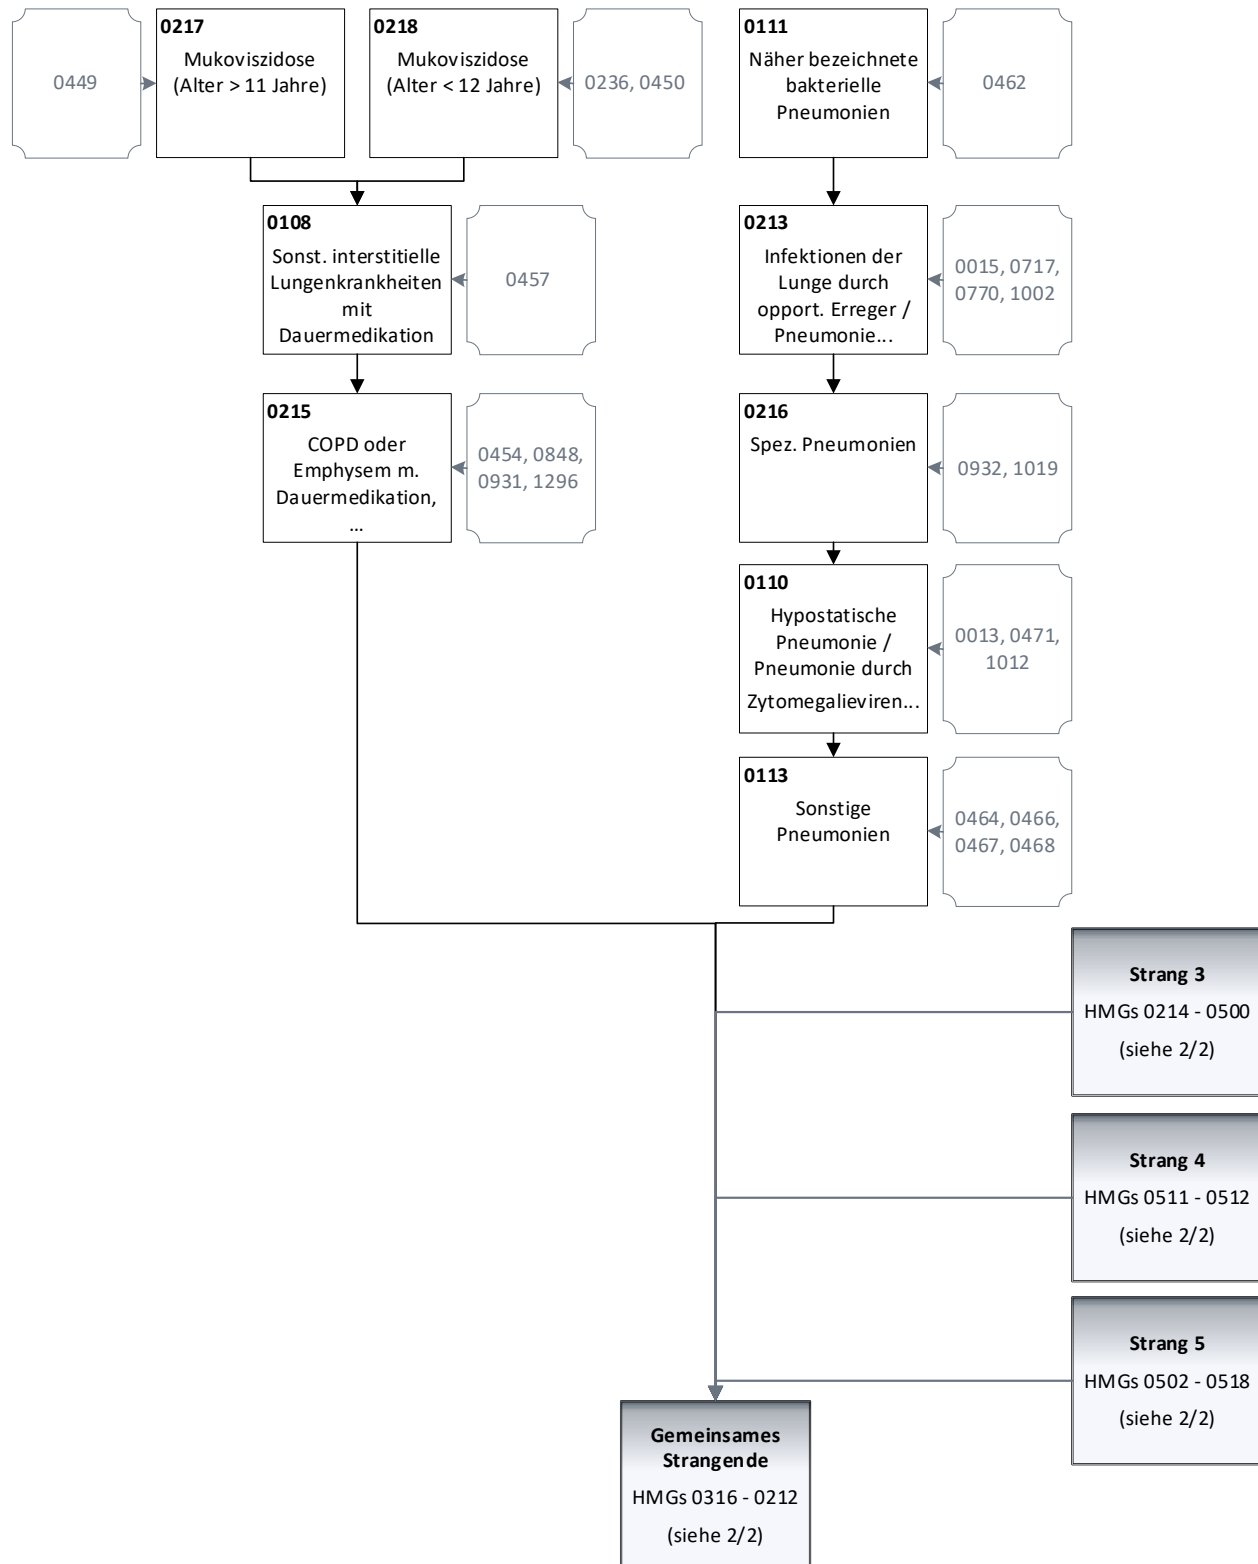 0449
0217
Mukoviszidose
(Alter > 11 Jahre)
0218
Mukoviszidose
(Alter < 12 Jahre)
0236, 0450
0111
Näher bezeichnete
bakterielle
Pneumonien
0462
0108
Sonst. interstitielle
Lungenkrankheiten
mit
Dauermedikation
0457
0213
Infektionen der
Lunge durch
opport. Erreger /
Pneumonie...
0015, 0717,
0770, 1002
0215
COPD oder
Emphysem m.
Dauermedikation,
...
0454, 0848,
0931, 1296
0216
Spez. Pneumonien
0932, 1019
0110
Hypostatische
Pneumonie /
Pneumonie durch
Zytomegalieviren...
0013, 0471,
1012
0113
Sonstige
Pneumonien
0464, 0466,
0467, 0468
Strang 3
HMGs 0214 - 0500
(siehe 2/2)
Strang 4
HMGs 0511 - 0512
(siehe 2/2)
Strang 5
HMGs 0502 - 0518
(siehe 2/2)
Gemeinsames
Strangende
HMGs 0316 - 0212
(siehe 2/2)